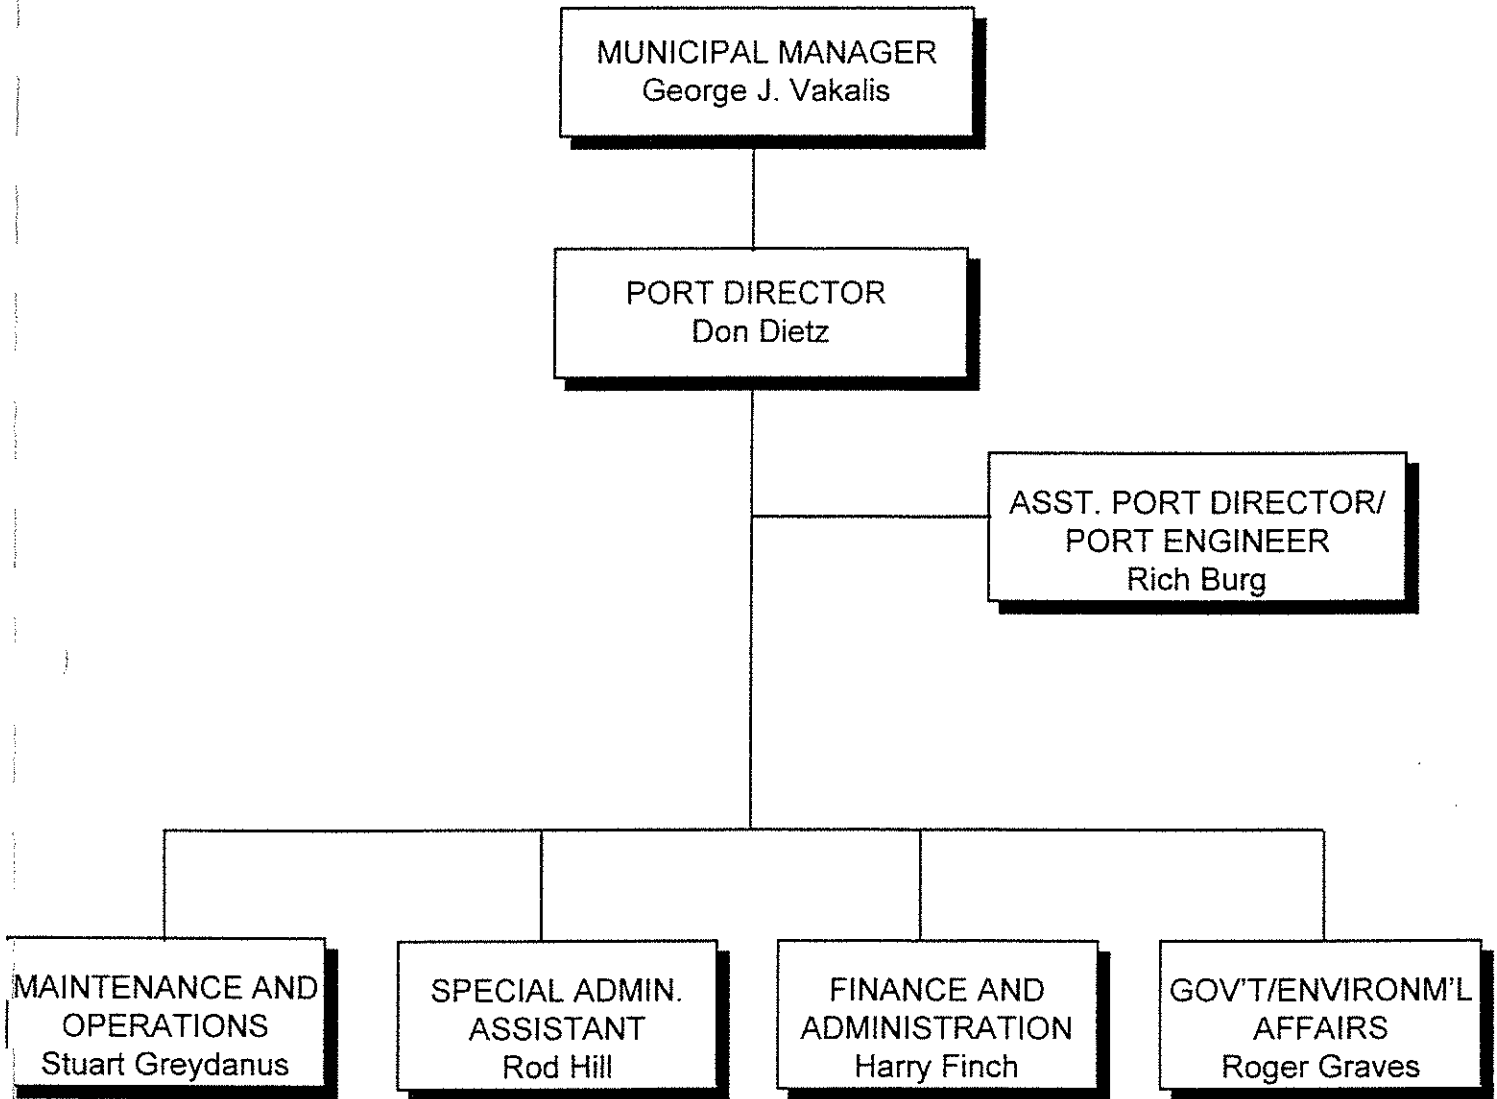 MUNICIPAL MANAGER
George J. Vakalis
PORT DIRECTOR
Don Dietz
ASST. PORT DIRECTOR/
PORT ENGINEER
Rich Burg
MAINTENANCE AND
OPERATIONS
Stuart Greydanus
SPECIAL ADMIN.
ASSISTANT
Rod Hill
FINANCE AND
ADMINISTRATION
Harry Finch
GOV'T/ENVIRONM'L
AFFAIRS
Roger Graves